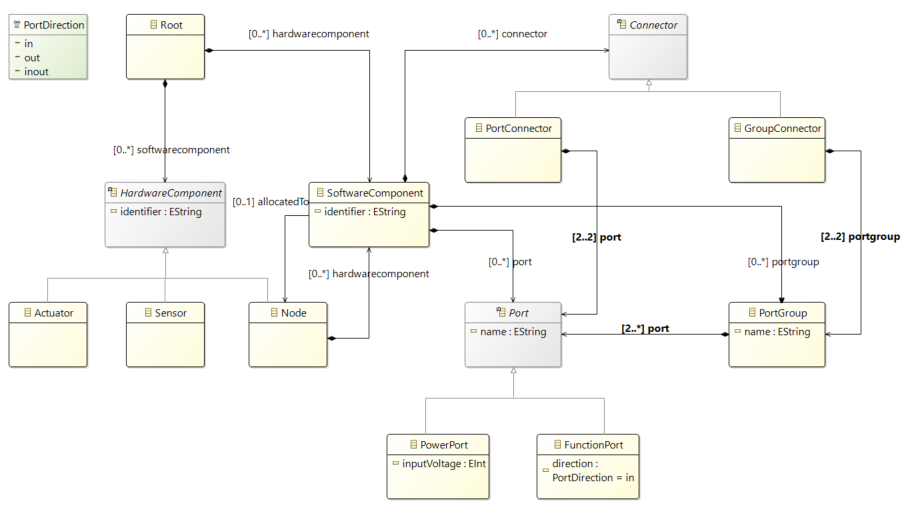 PortDirection
in
out
inout
Root
[0..*] hardwarecomponent
[0..*] connector
Connector
PortConnector
GroupConnector
[0..*] softwarecomponent
HardwareComponent
identifier : EString
[0..1] allocatedTo
SoftwareComponent
identifier : EString
[2..2] port
[2..2] portgroup
[0..*] hardwarecomponent
[0..*] port
[0..*] portgroup
Actuator
Sensor
Node
Port
name : EString
[2..*] port
PortGroup
name : EString
PowerPort
inputVoltage : EInt
FunctionPort
direction :
PortDirection = in